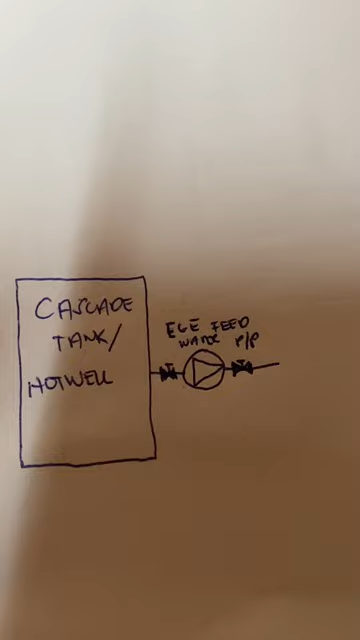 CASCADE
TANK/
HOTWELL
EGE FEED
WATER P/P